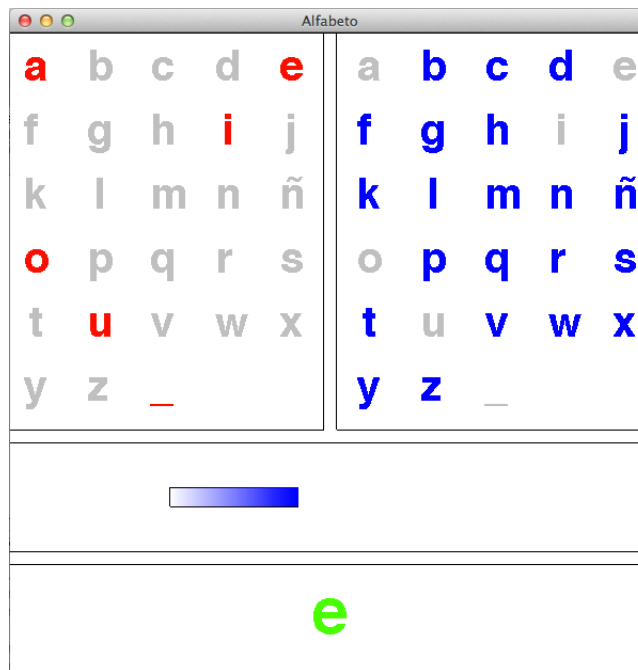 Alfabeto
a b c d e
f g h i j
k l m n ñ
o p q r s
t u v w x
y z _
a b c d e
f g h i j
k l m n ñ
o p q r s
t u v w x
y z _
e